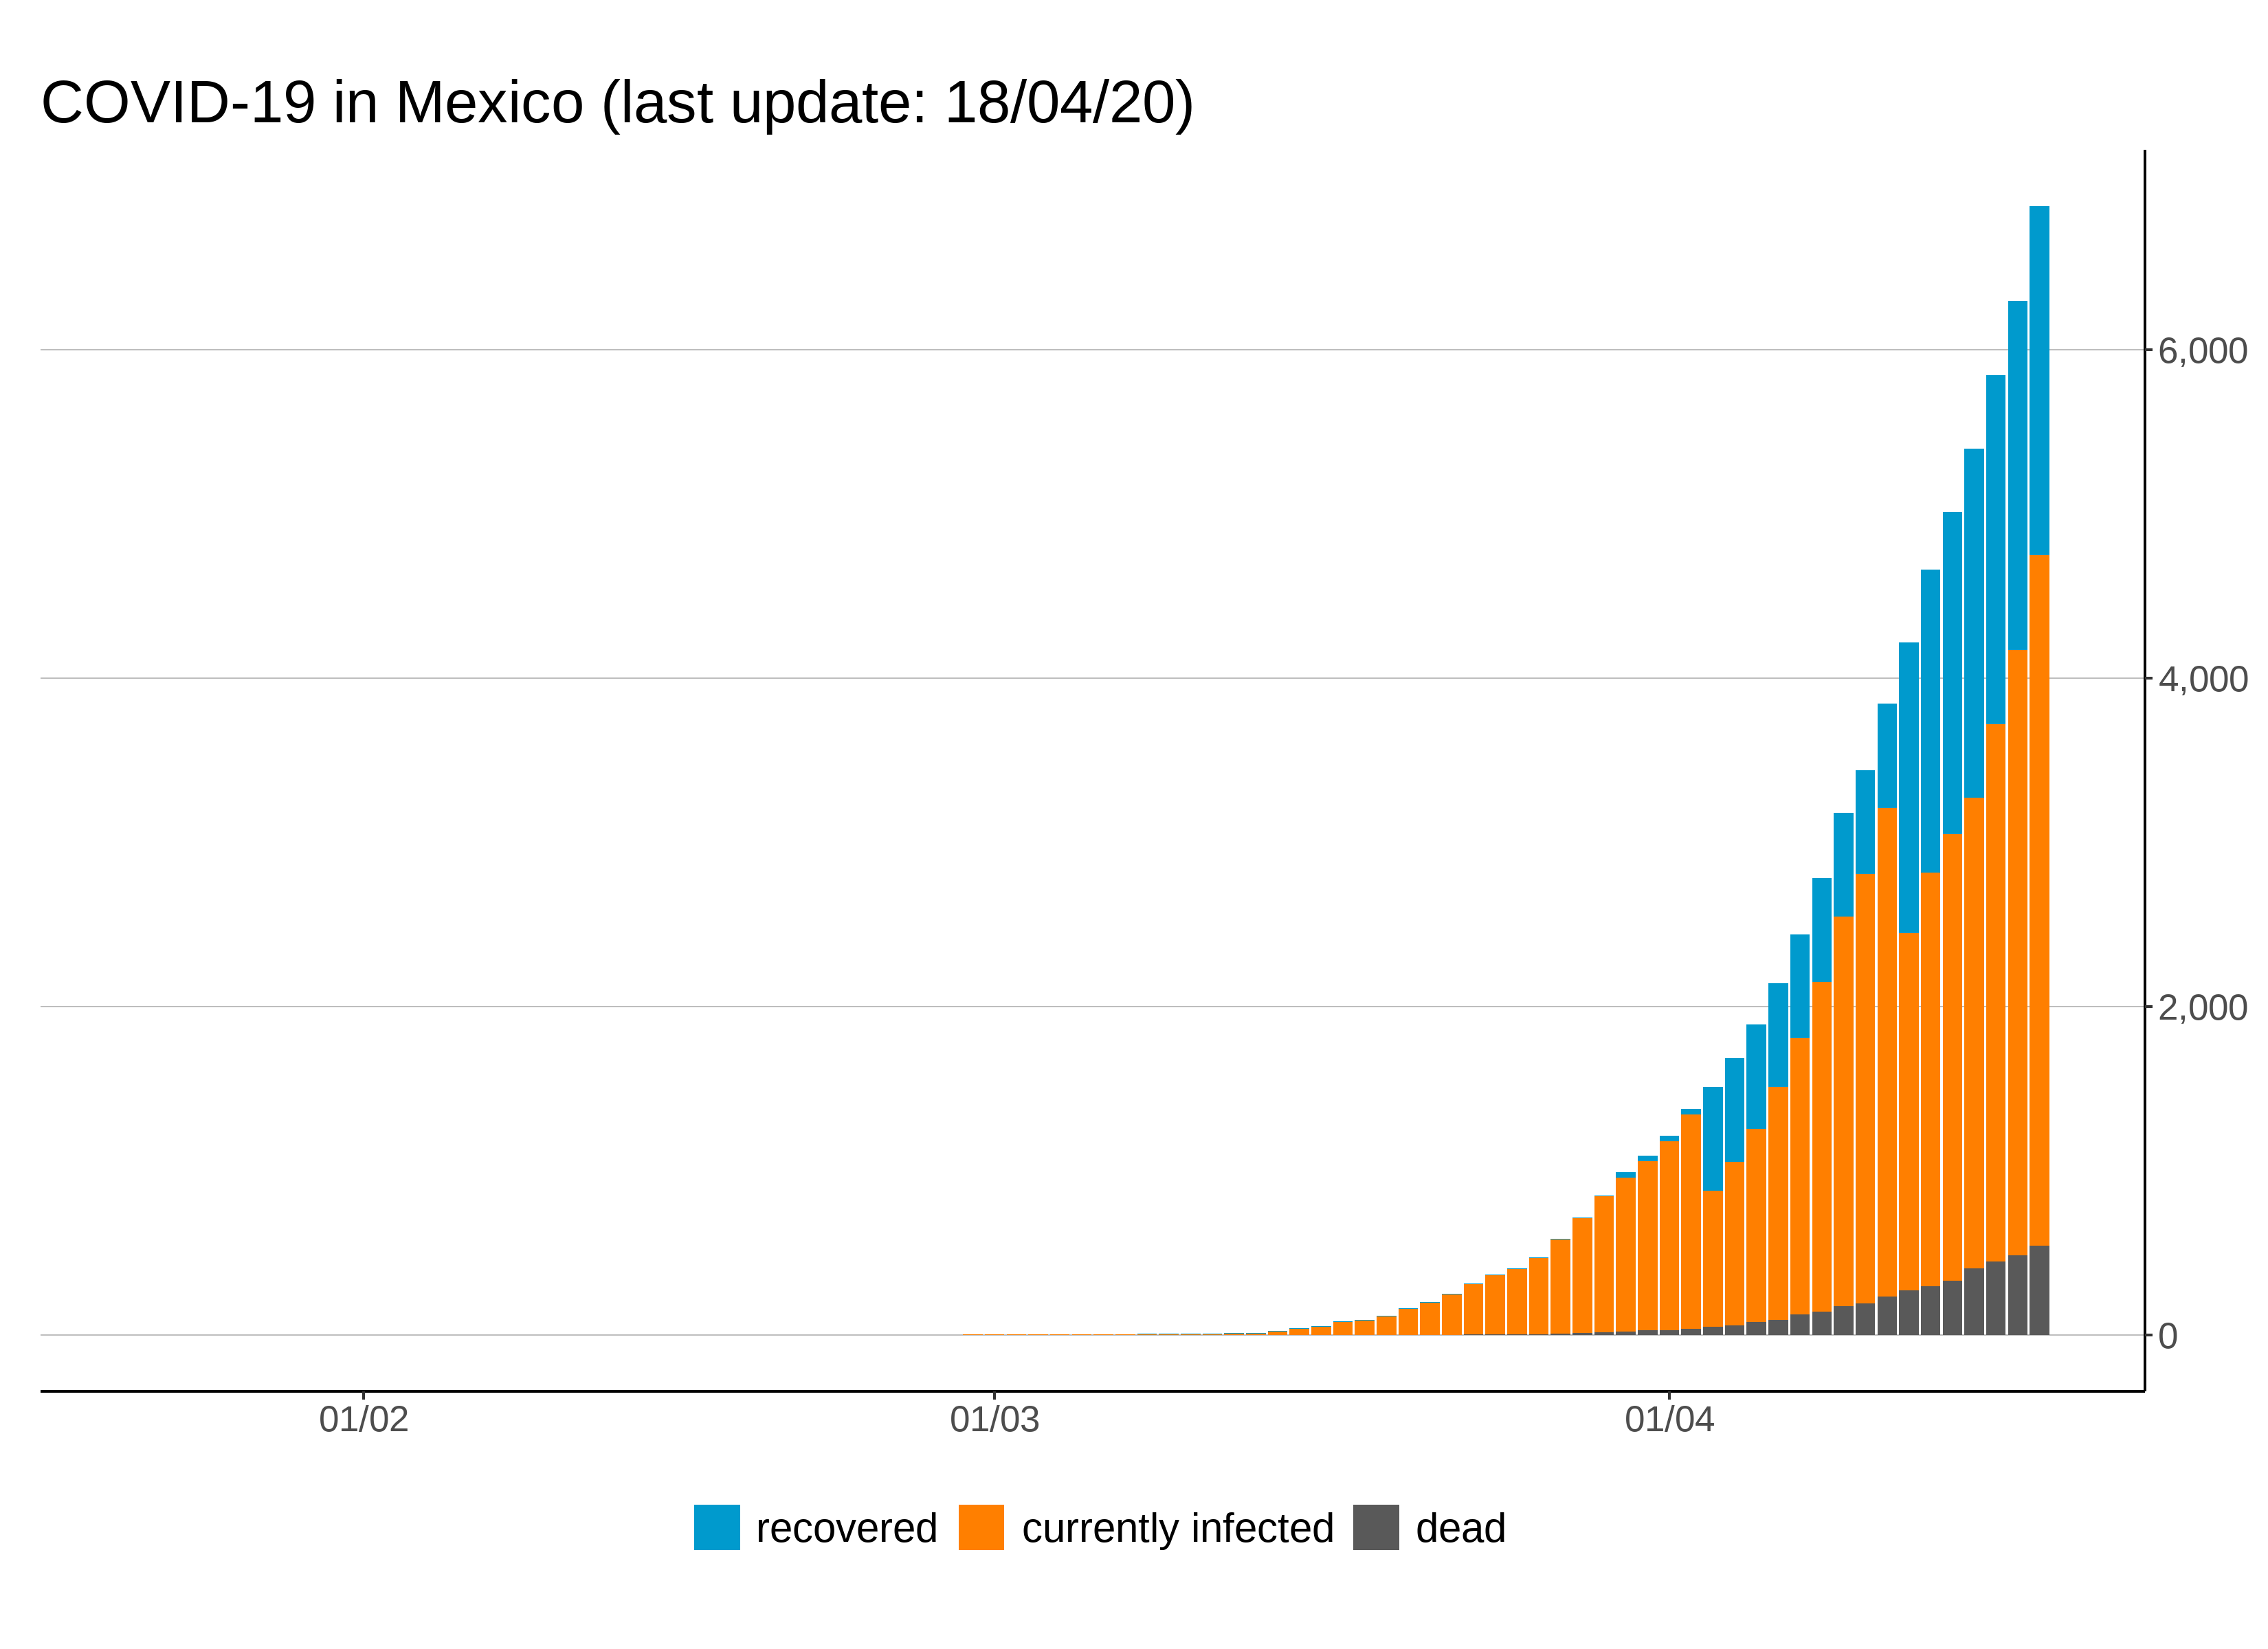 COVID-19 in Mexico (last update: 18/04/20)
6,000
4,000
2,000
0
01/02 01/03 01/04
recovered currently infected dead